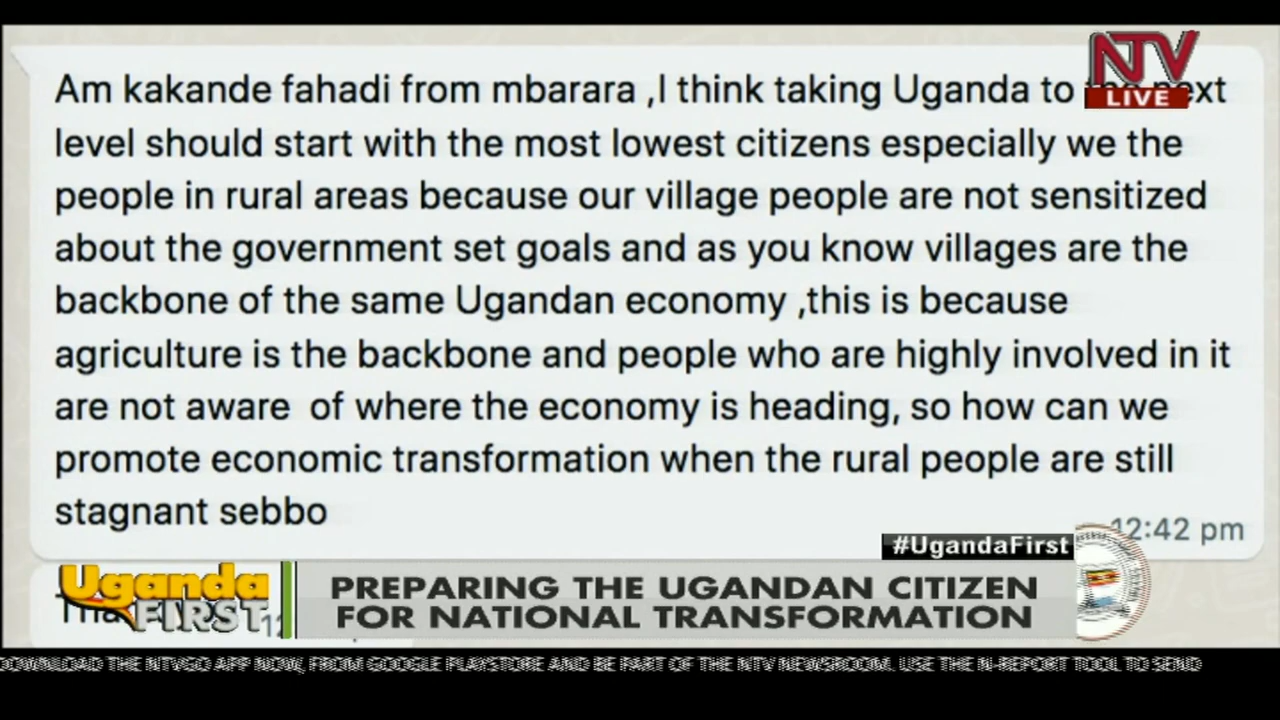 NTV
LIVE
Am kakande fahadi from mbarara ,I think taking Uganda to
level should start with the most lowest citizens especially we the
people in rural areas because our village people are not sensitized
about the government set goals and as you know villages are the
backbone of the same Ugandan economy ,this is because
agriculture is the backbone and people who are highly involved in it
are not aware of where the economy is heading, so how can we
promote economic transformation when the rural people are still
stagnant sebbo
12:42 pm
#UgandaFirst
Uganda
FIRST
PREPARING THE UGANDAN CITIZEN
FOR NATIONAL TRANSFORMATION
DOWNLOAD THE NTVGO APP NOW, FROM GOOGLE PLAYSTORE AND BE PART OF THE NTV NEWSROOM. USE THE N-REPORT TOOL TO SEND